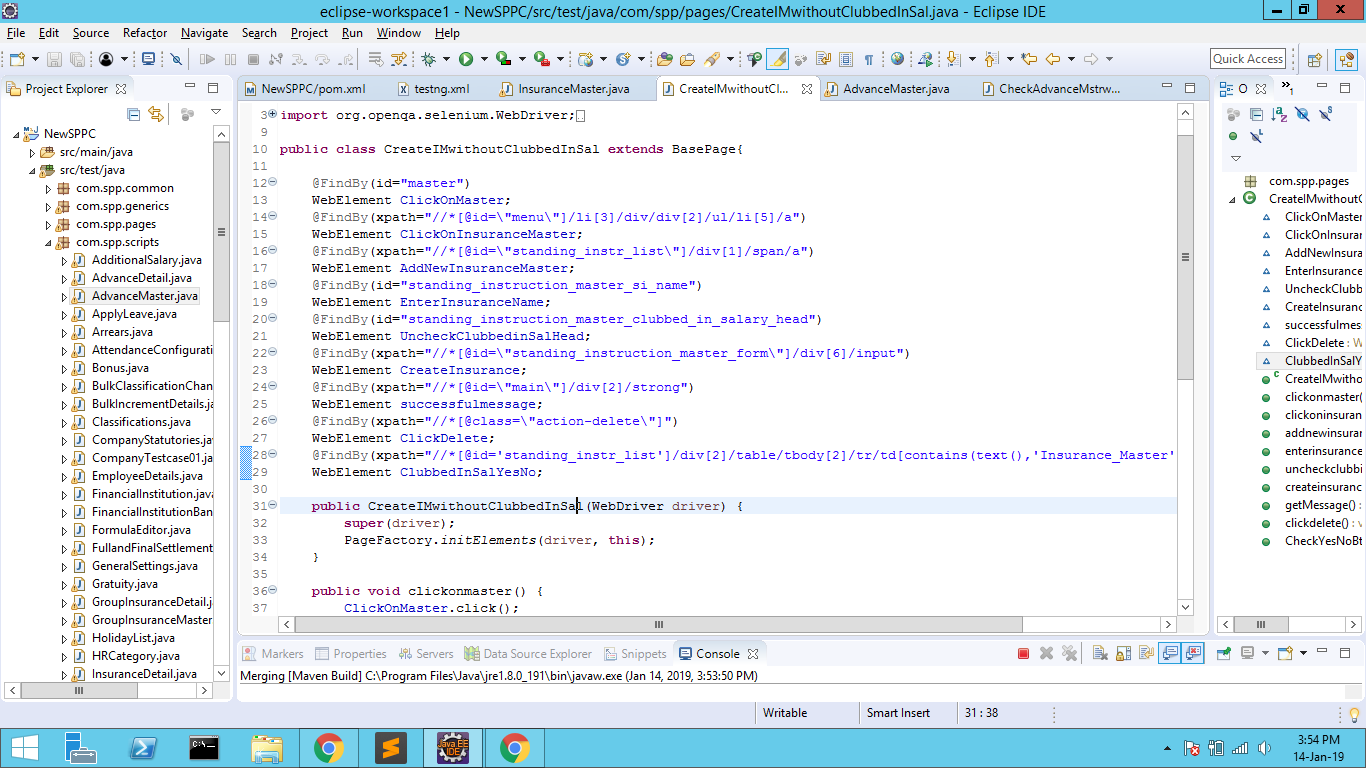 eclipse-workspace1 - NewSPPC/src/test/java/com/spp/pages/CreateIMwithoutClubbedInSal.java - Eclipse IDE
File Edit Source Refactor Navigate Search Project Run Window Help
Quick Access
Project Explorer
NewSPPC
src/main/java
src/test/java
com.spp.common
com.spp.generics
com.spp.pages
com.spp.scripts
AdditionalSalary.java
AdvanceDetail.java
AdvanceMaster.java
ApplyLeave.java
Arrears.java
AttendanceConfigurati
Bonus.java
BulkClassificationChan
BulkIncrementDetails.ja
Classifications.java
CompanyStatutories.jav
CompanyTestcase01.java
EmployeeDetails.java
FinancialInstitution.java
FinancialInstitutionBan
FormulaEditor.java
FullandFinalSettlement
GeneralSettings.java
Gratuity.java
GroupInsuranceDetail.j
GroupInsuranceMaster
HolidayList.java
HRCategory.java
InsuranceDetail.java
NewSPPC/pom.xml testng.xml InsuranceMaster.java CreateIMwithoutCl... AdvanceMaster.java CheckAdvanceMstrw...
3 import org.openqa.selenium.WebDriver;
9
10 public class CreateIMwithoutClubbedInSal extends BasePage{
11
12 @FindBy(id="master")
13 WebElement ClickOnMaster;
14 @FindBy(xpath="//*[@id=\"menu\"]/li[3]/div/div[2]/ul/li[5]/a")
15 WebElement ClickOnInsuranceMaster;
16 @FindBy(xpath="//*[@id=\"standing_instr_list\"]/div[1]/span/a")
17 WebElement AddNewInsuranceMaster;
18 @FindBy(id="standing_instruction_master_si_name")
19 WebElement EnterInsuranceName;
20 @FindBy(id="standing_instruction_master_clubbed_in_salary_head")
21 WebElement UncheckClubbedinSalHead;
22 @FindBy(xpath="//*[@id=\"standing_instruction_master_form\"]/div[6]/input")
23 WebElement CreateInsurance;
24 @FindBy(xpath="//*[@id=\"main\"]/div[2]/strong")
25 WebElement successfulmessage;
26 @FindBy(xpath="//*[@class=\"action-delete\"]")
27 WebElement ClickDelete;
28 @FindBy(xpath="//*[@id='standing_instr_list']/div[2]/table/tbody[2]/tr/td[contains(text(),'Insurance_Master'
29 WebElement ClubbedInSalYesNo;
30
31 public CreateIMwithoutClubbedInSal(WebDriver driver) {
32 super(driver);
33 PageFactory.initElements(driver, this);
34 }
35
36 public void clickonmaster() {
37 ClickOnMaster.click();
O
1
com.spp.pages
CreateIMwithoutC
ClickOnMaster
ClickOnInsuran
AddNewInsura
EnterInsurance
UncheckClubb
CreateInsuranc
successfulmes
ClickDelete : W
ClubbedInSalY
CreateIMwitho
clickonmaster(
clickoninsuran
addnewinsuran
enterinsurance
uncheckclubbi
createinsuranc
getMessage() :
clickdelete() : v
CheckYesNoBt
Markers Properties Servers Data Source Explorer Snippets Console
Merging [Maven Build] C:\Program Files\Java\jre1.8.0_191\bin\javaw.exe (Jan 14, 2019, 3:53:50 PM)
Writable Smart Insert 31 : 38
Java EE IDE
3:54 PM
14-Jan-19